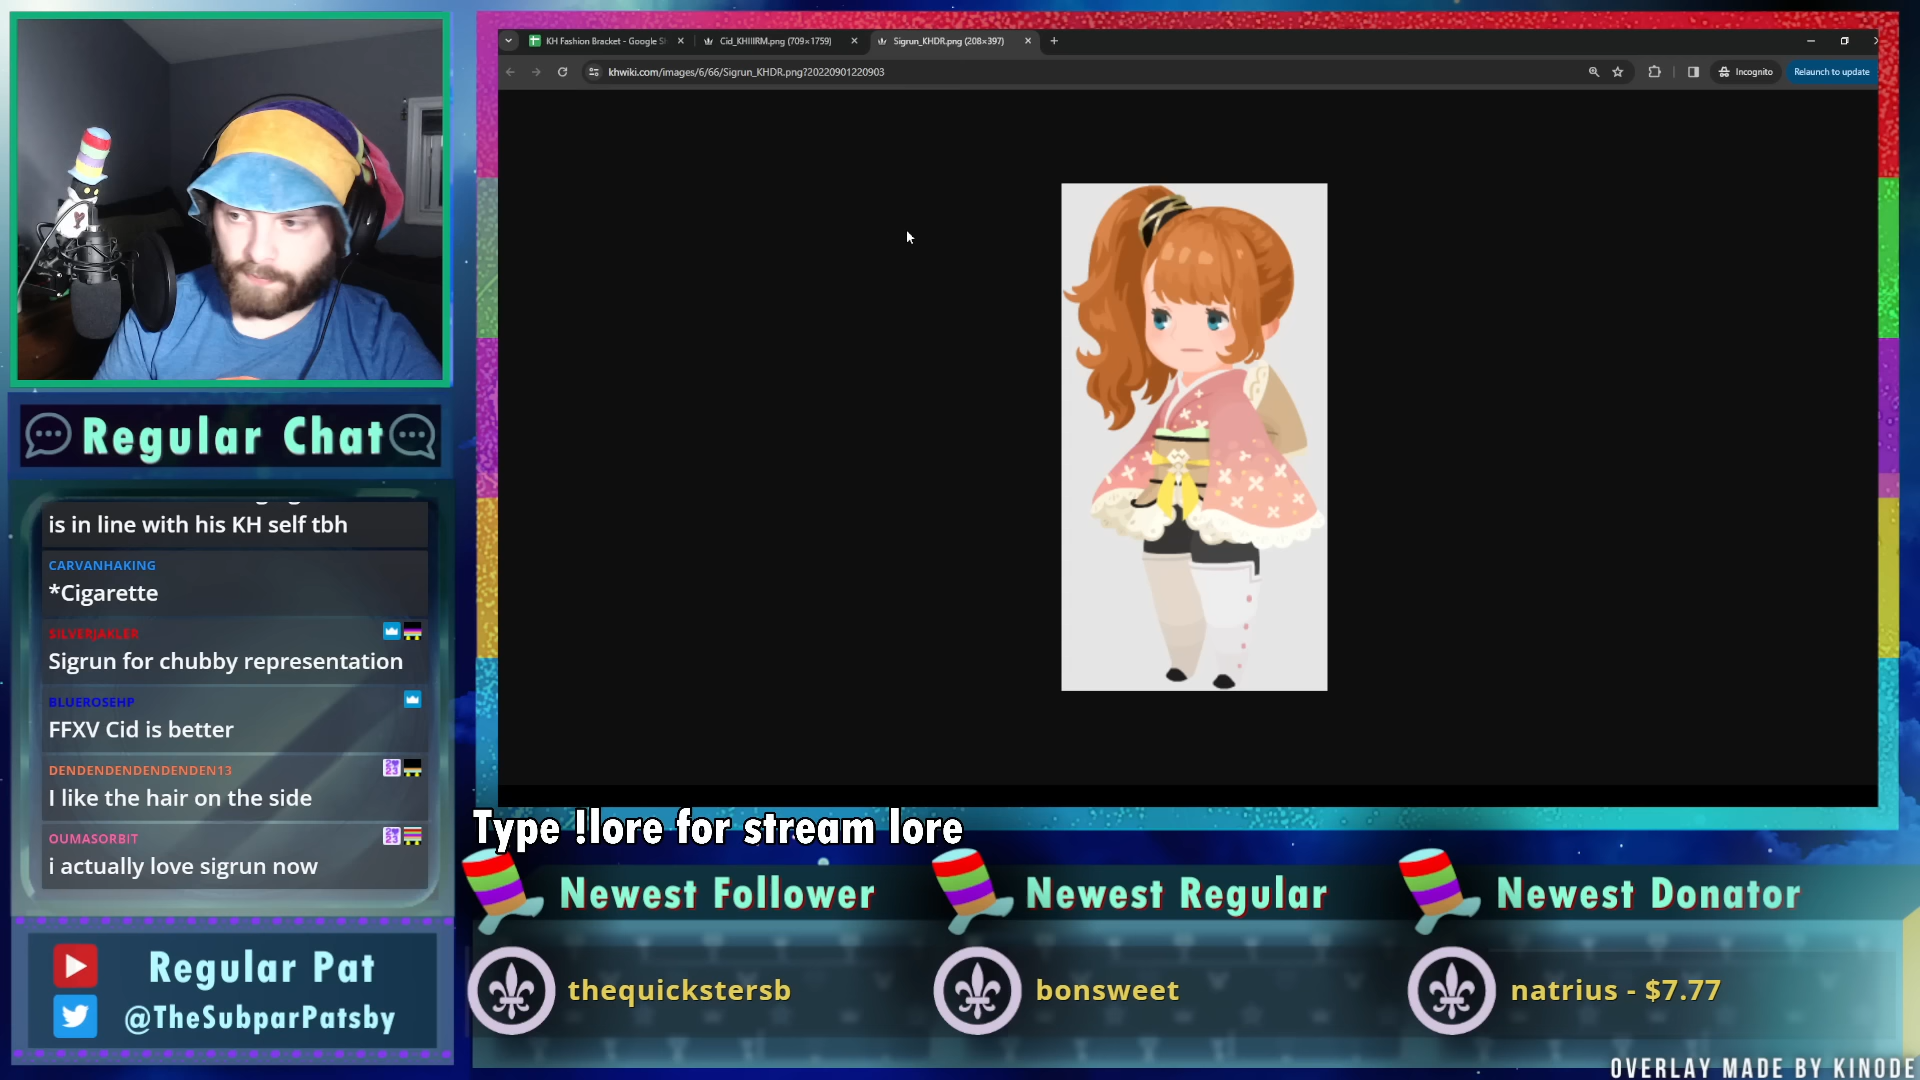 KH Fashion Bracket - Google S
Cid_KHIIIRM.png (709×1759)
Sigrun_KHDR.png (208×397)
khwiki.com/images/6/66/Sigrun_KHDR.png?20220901220903
Incognito
Relaunch to update
Regular Chat
is in line with his KH self tbh
CARVANHAKING
*Cigarette
SILVERJAKLER
Sigrun for chubby representation
BLUEROSEHP
FFXV Cid is better
DENDENDENDENDENDEN13
I like the hair on the side
OUMASORBIT
i actually love sigrun now
Regular Pat
@TheSubparPatsby
Type !lore for stream lore
Newest Follower
thequickstersb
Newest Regular
bonsweet
Newest Donator
natrius - $7.77
OVERLAY MADE BY KINODE